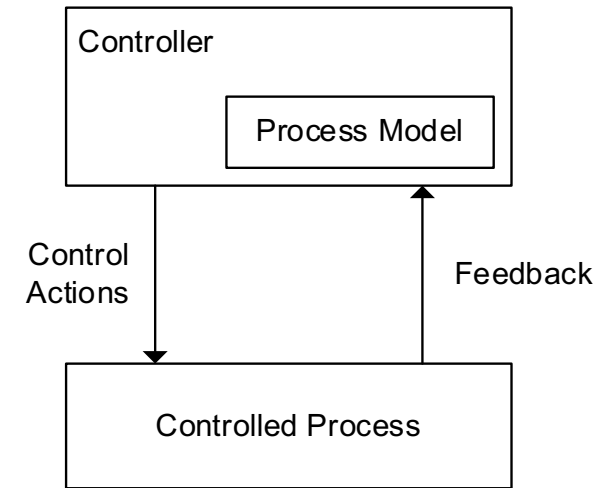 Controller
Process Model
Control
Actions
Feedback
Controlled Process